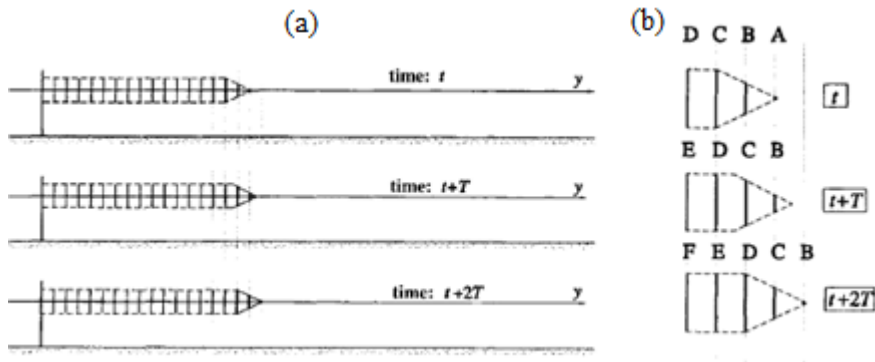 (a)
(b)
time: t
y
time: t+T
y
time: t+2T
y
D C B A
t
E D C B
t+T
F E D C B
t+2T